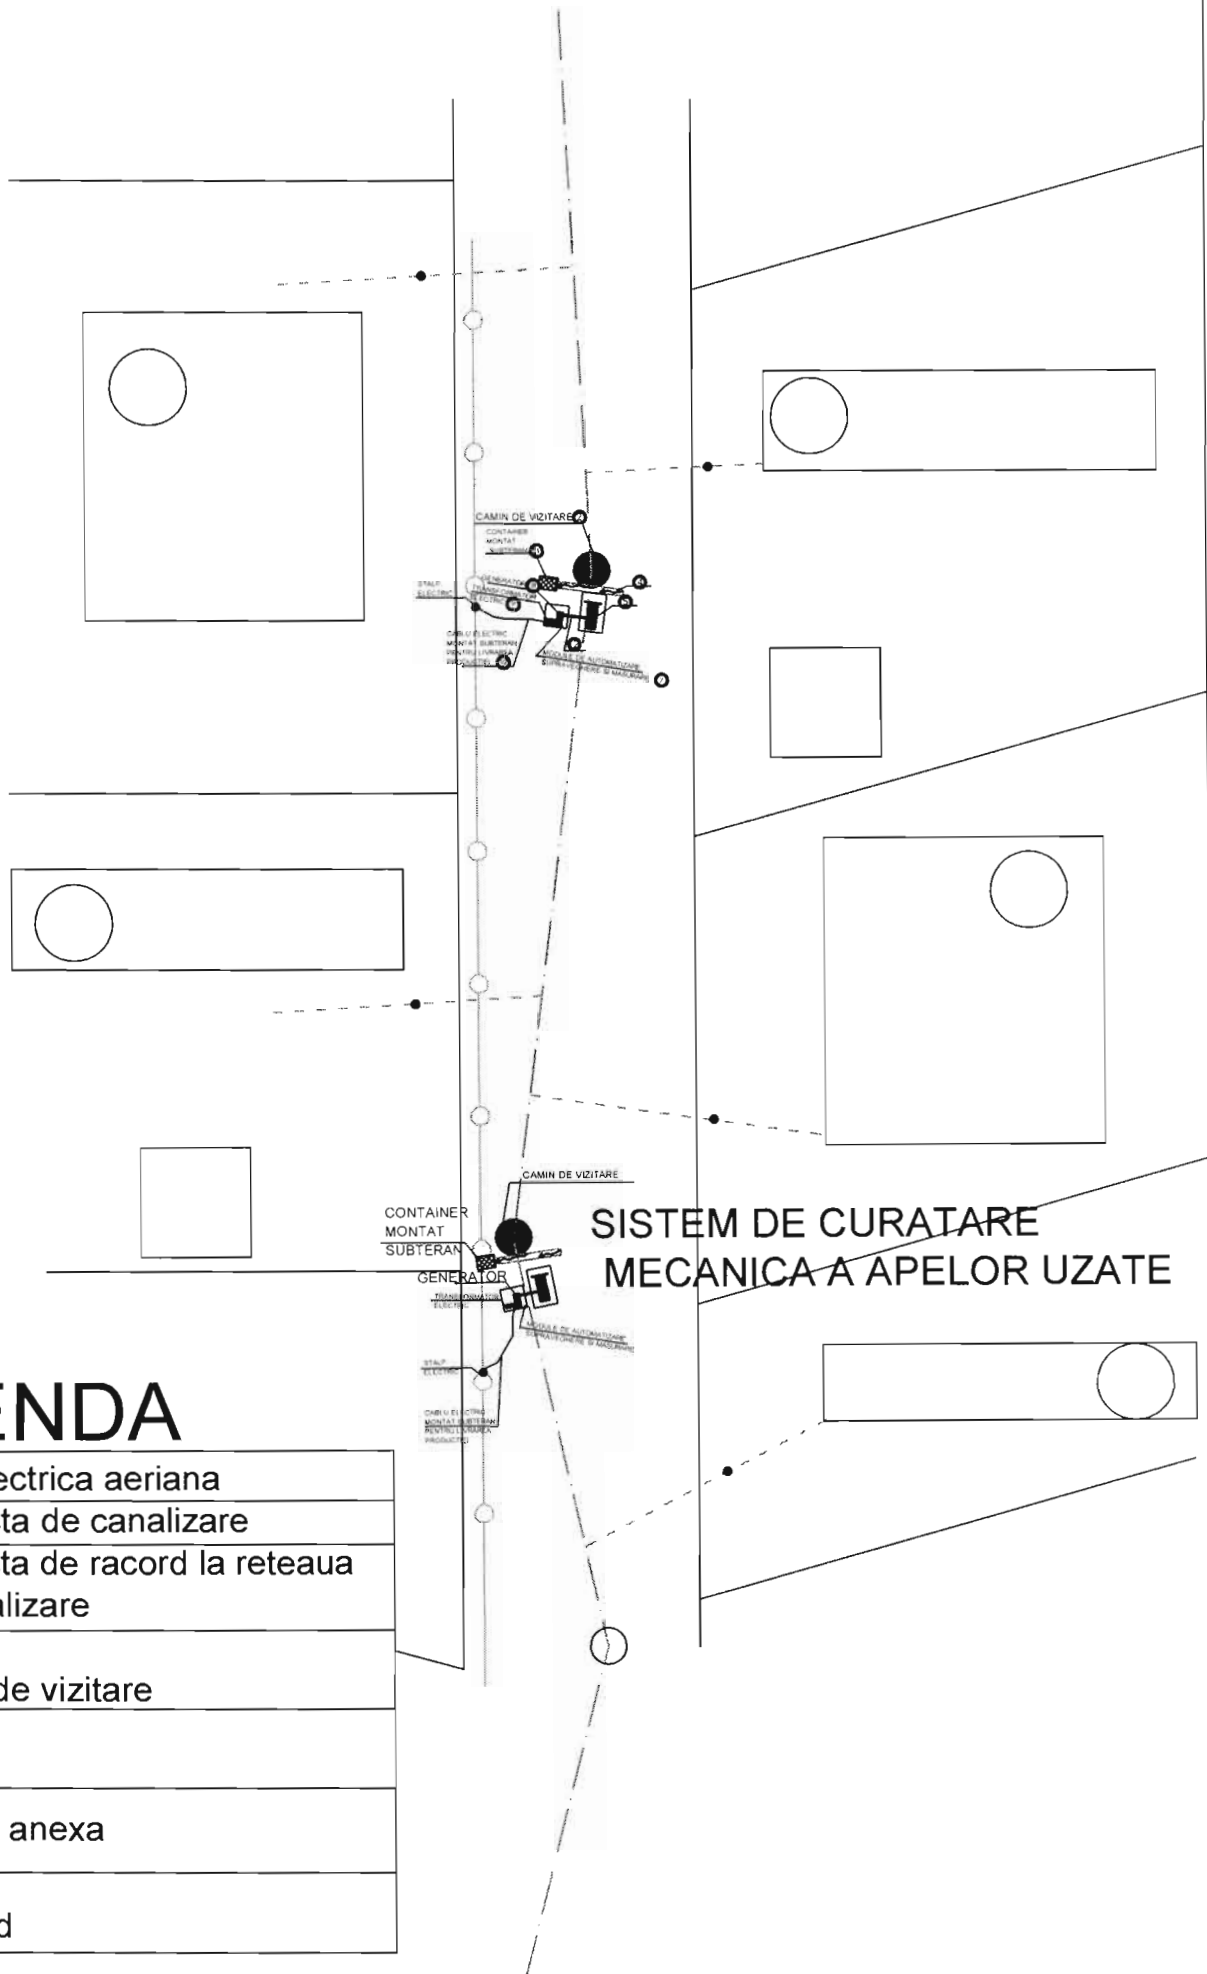 CAMIN DE VIZITARE
CONTAINER
MONTAT
SUBTERAN
STALP
ELECTRIC
GENERATOR
TRANSFORMATOR
ELECTRIC
CABLU ELECTRIC
MONTAT SUBTERAN
PENTRU LIVRAREA
PRODUCTIEI
MODULE DE AUTOMATIZARE
SUPRAVEGHERE SI MASURARE
CAMIN DE VIZITARE
CONTAINER
MONTAT
SUBTERAN
GENERATOR
TRANSFORMATOR
ELECTRIC
MODULE DE AUTOMATIZARE
SUPRAVEGHERE SI MASURARE
STALP
ELECTRIC
CABLU ELECTRIC
MONTAT SUBTERAN
PENTRU LIVRAREA
PRODUCTIEI
SISTEM DE CURATARE
MECANICA A APELOR UZATE
ENDA
ectrica aeriana
ta de canalizare
ta de racord la reteaua
alizare
de vizitare
anexa
d